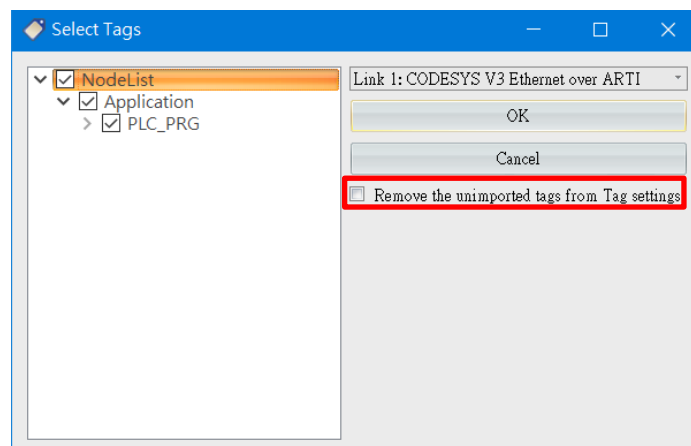 Select Tags
NodeList
Application
PLC_PRG
Link 1: CODESYS V3 Ethernet over ARTI
OK
Cancel
Remove the unimported tags from Tag settings